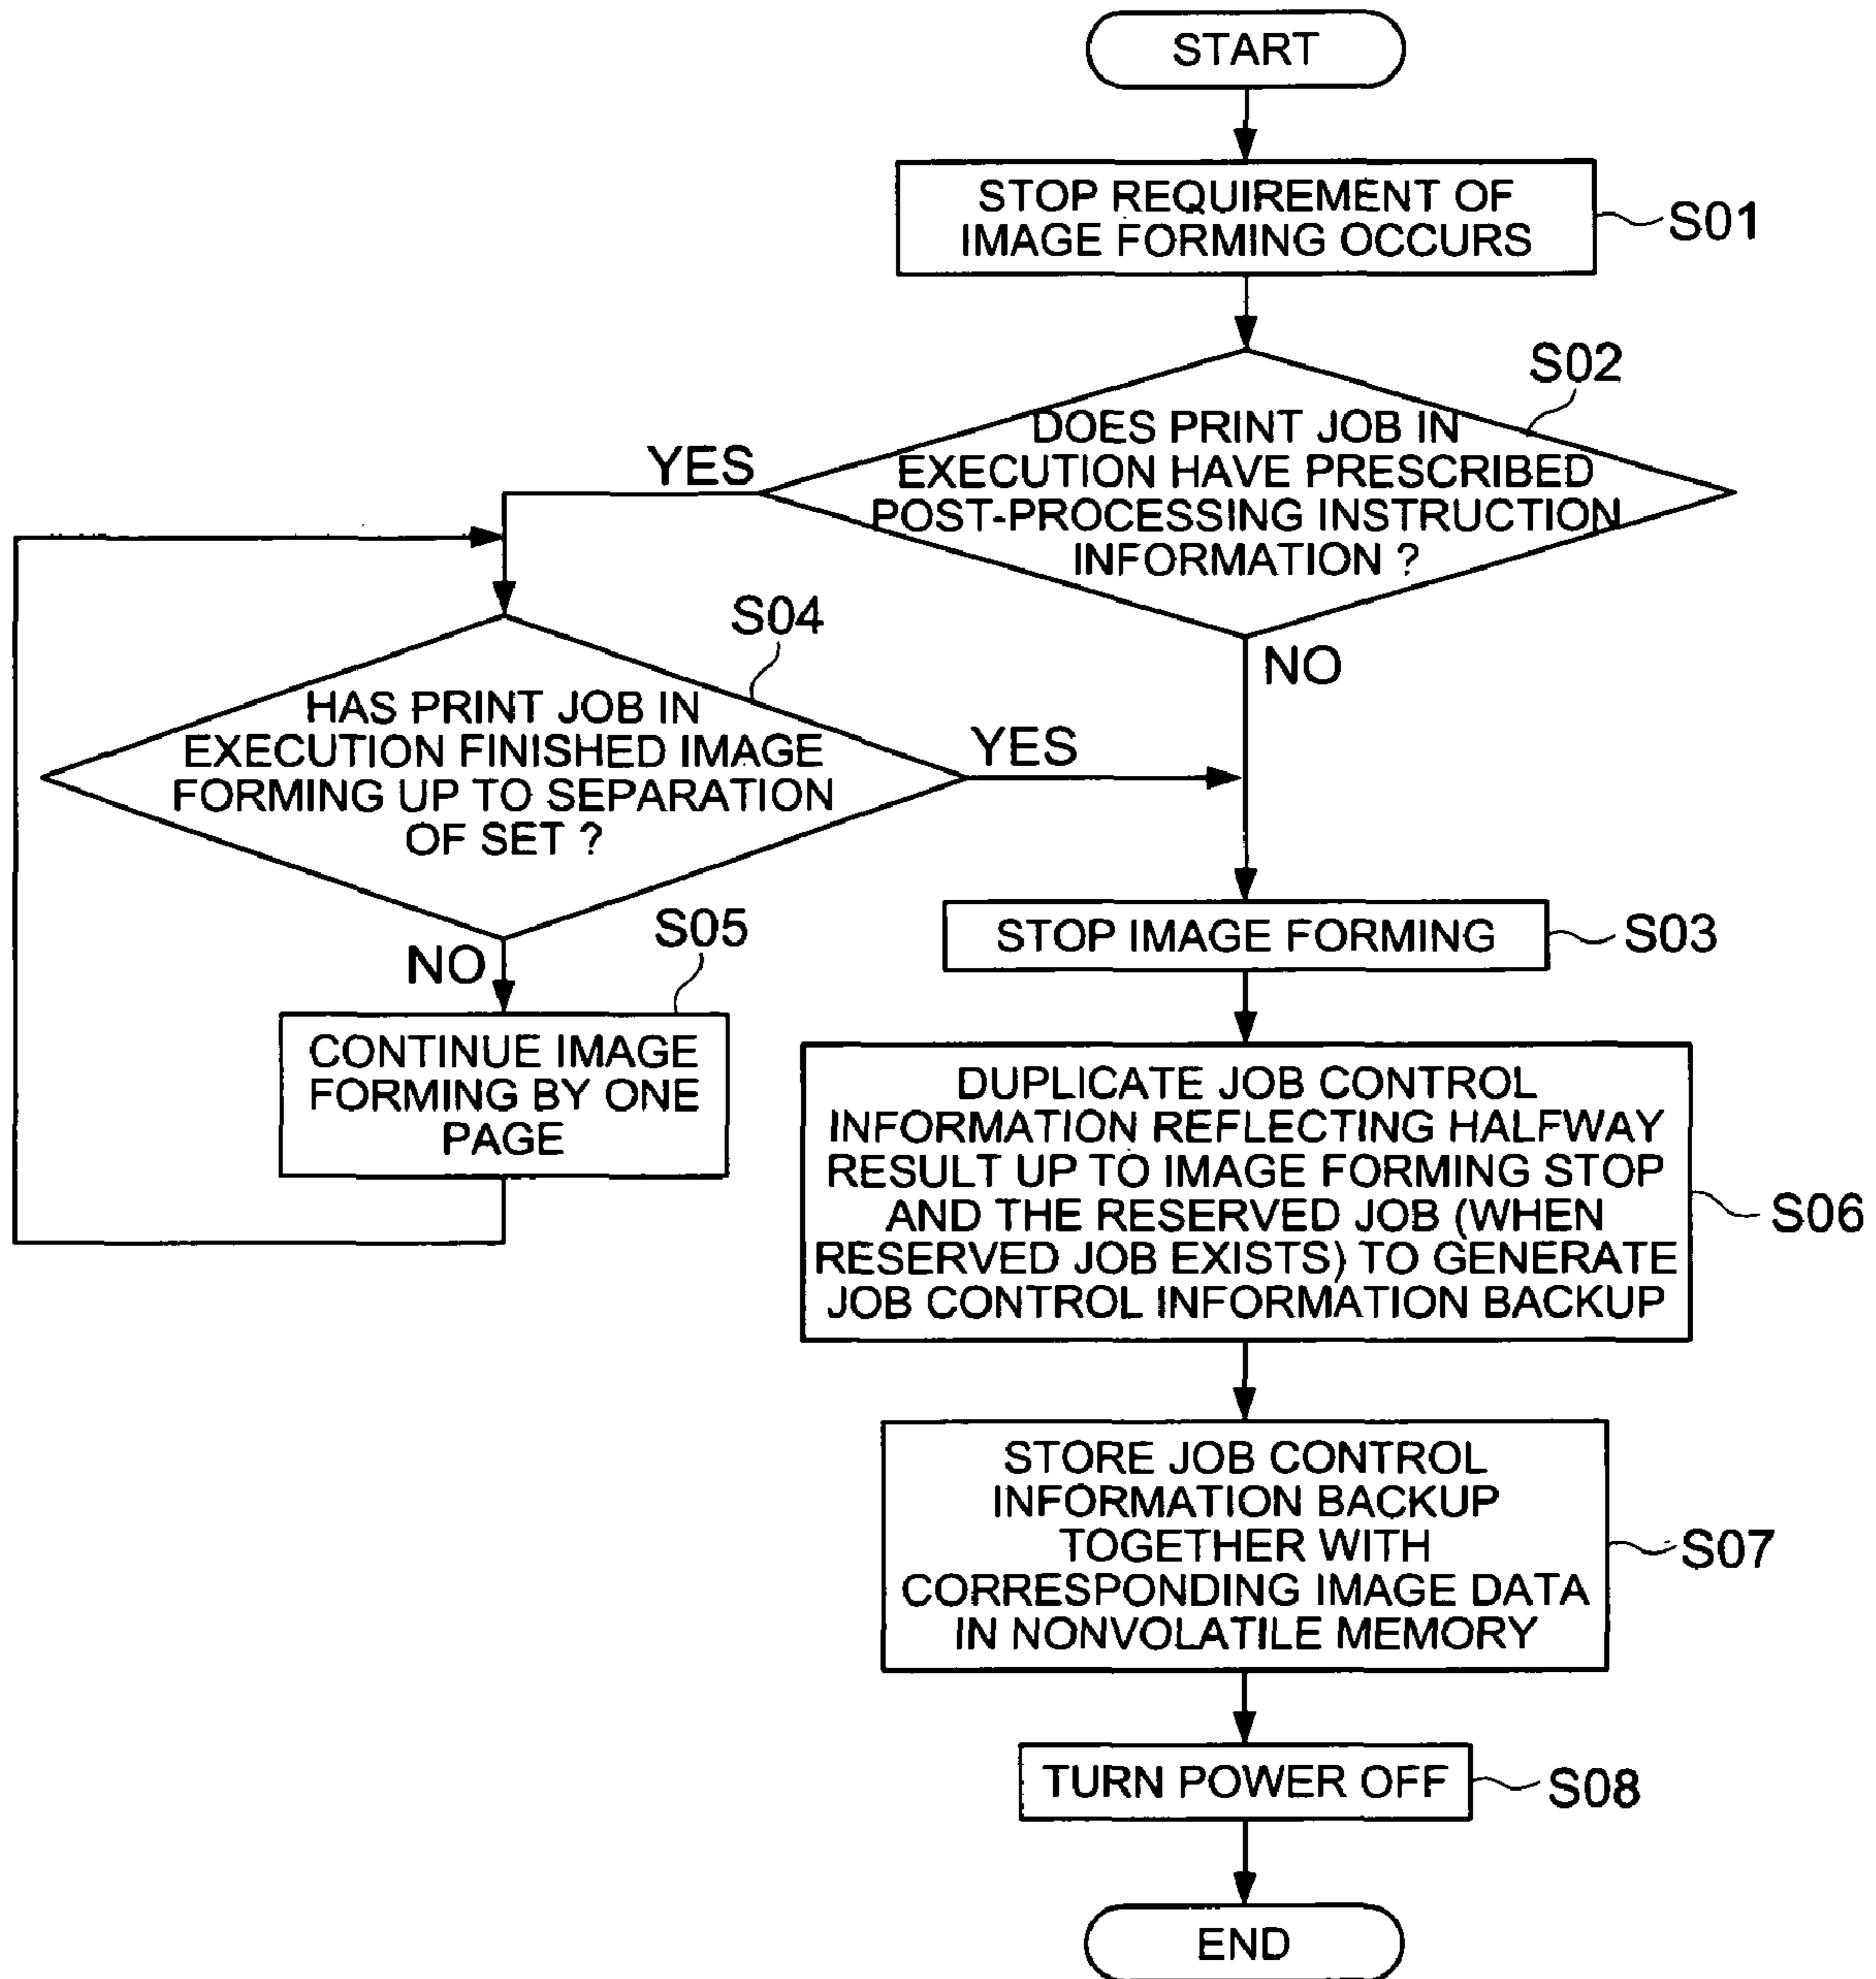 START
STOP REQUIREMENT OF
IMAGE FORMING OCCURS
S01
S02
DOES PRINT JOB IN
EXECUTION HAVE PRESCRIBED
POST-PROCESSING INSTRUCTION
INFORMATION ?
YES
NO
S04
HAS PRINT JOB IN
EXECUTION FINISHED IMAGE
FORMING UP TO SEPARATION
OF SET ?
YES
NO
S05
CONTINUE IMAGE
FORMING BY ONE
PAGE
STOP IMAGE FORMING
S03
DUPLICATE JOB CONTROL
INFORMATION REFLECTING HALFWAY
RESULT UP TO IMAGE FORMING STOP
AND THE RESERVED JOB (WHEN
RESERVED JOB EXISTS) TO GENERATE
JOB CONTROL INFORMATION BACKUP
S06
STORE JOB CONTROL
INFORMATION BACKUP
TOGETHER WITH
CORRESPONDING IMAGE DATA
IN NONVOLATILE MEMORY
S07
TURN POWER OFF
S08
END